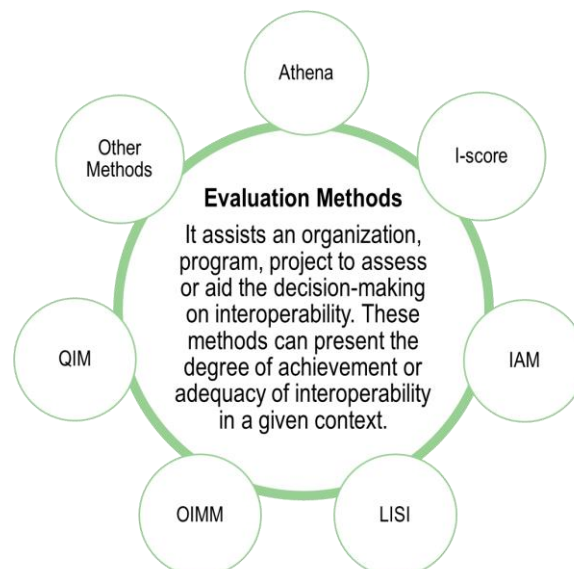 Athena
I-score
Other
Methods
Evaluation Methods
It assists an organization,
program, project to assess
or aid the decision-making
on interoperability. These
methods can present the
degree of achievement or
adequacy of interoperability
in a given context.
QIM
IAM
OIMM
LISI